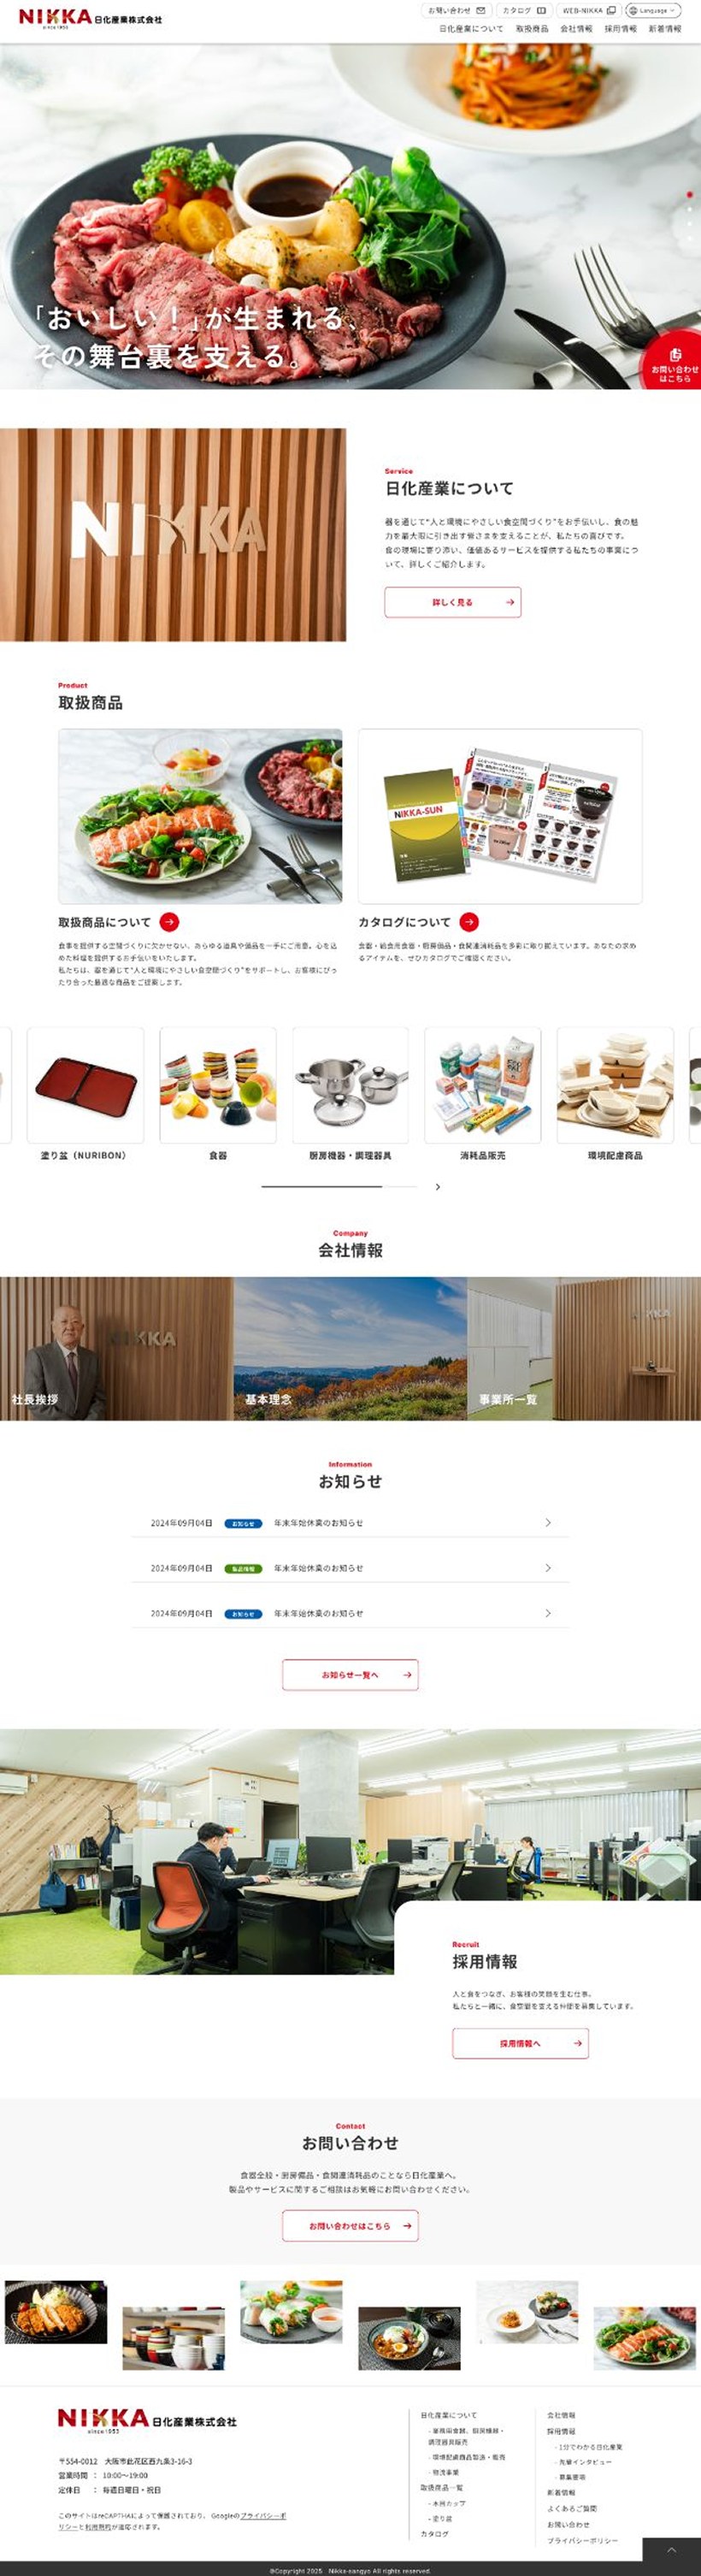 NIKKA 日化産業株式会社
since 1953
お問い合わせ
カタログ
WEB-NIKKA
Language
日化産業について
取扱商品
会社情報
採用情報
新着情報
「おいしい！」が生まれる、
その舞台裏を支える。
お問い合わせ
はこちら
NIKKA
Service
日化産業について
器を通じて"人と環境にやさしい食空間づくり"をお手伝いし、食の魅
力を最大限に引き出す皆さまを支えることが、私たちの喜びです。
食の現場に寄り添い、価値あるサービスを提供する私たちの事業につ
いて、詳しくご紹介します。
詳しく見る
Product
取扱商品
NIKKA-SUN
取扱商品について
食事を提供する空間づくりに欠かせない、あらゆる道具や備品を一手にご用意。心を込
めた料理を提供するお手伝いをいたします。
私たちは、器を通じて"人と環境にやさしい食空間づくり"をサポートし、お客様にぴっ
たり合った最適な商品をご提案します。
カタログについて
食器・給食用食器・厨房備品・食関連消耗品を多彩に取り揃えています。あなたの求め
るアイテムを、ぜひカタログでご確認ください。
塗り盆（NURIBON）
食器
厨房機器・調理器具
消耗品販売
環境配慮商品
Company
会社情報
NIKKA
社長挨拶
基本理念
NIKKA
事業所一覧
Information
お知らせ
2024年09月04日 お知らせ 年末年始休業のお知らせ
2024年09月04日 製品情報 年末年始休業のお知らせ
2024年09月04日 お知らせ 年末年始休業のお知らせ
お知らせ一覧へ
Recruit
採用情報
人と食をつなぎ、お客様の笑顔を生む仕事。
私たちと一緒に、食空間を支える仲間を募集しています。
採用情報へ
Contact
お問い合わせ
食器全般・厨房備品・食関連消耗品のことなら日化産業へ。
製品やサービスに関するご相談はお気軽にお問い合わせください。
お問い合わせはこちら
NIKKA 日化産業株式会社
since 1953
〒554-0012 大阪市此花区西九条3-16-3
営業時間 ： 10:00〜19:00
定休日 ： 毎週日曜日・祝日
このサイトはreCAPTHAによって保護されており、 Googleのプライバシーポ
リシーと利用規約が適応されます。
日化産業について
- 業務用食器、厨房機器・
調理器具販売
- 環境配慮商品製造・販売
- 物流事業
取扱商品一覧
- 木州カップ
- 塗り盆
カタログ
会社情報
採用情報
- 1分でわかる日化産業
- 先輩インタビュー
- 募集要項
新着情報
よくあるご質問
お問い合わせ
プライバシーポリシー
©Copyright 2025 Nikka-sangyo All rights reserved.